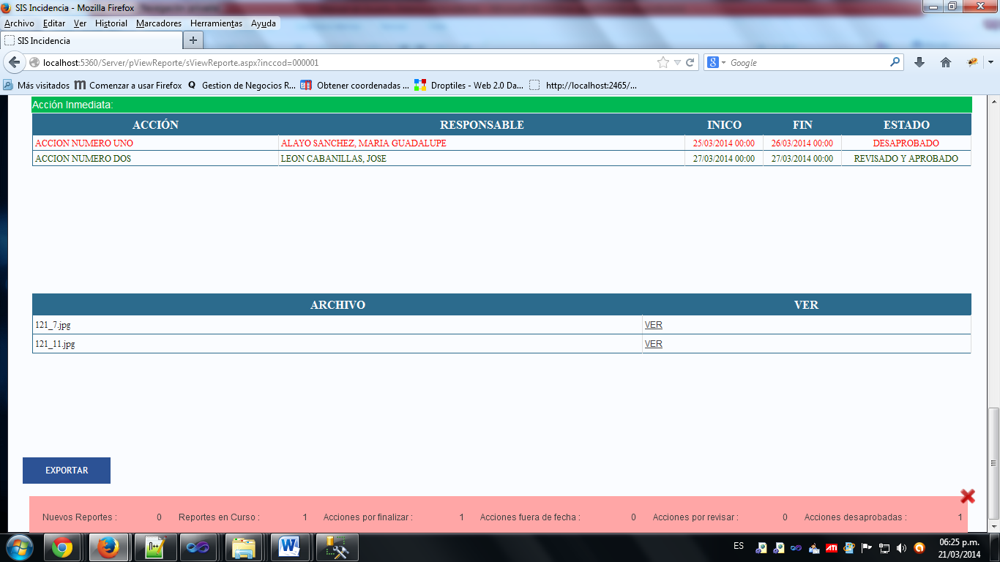 SIS Incidencia - Mozilla Firefox
Archivo Editar Ver Historial Marcadores Herramientas Ayuda
SIS Incidencia +
localhost:5360/Server/pViewReporte/sViewReporte.aspx?inccod=000001 Google
Más visitados Comenzar a usar Firefox Gestion de Negocios R... Obtener coordenadas ... Droptiles - Web 2.0 Da... http://localhost:2465/...
Acción Inmediata:
ACCIÓN RESPONSABLE INICO FIN ESTADO
ACCION NUMERO UNO ALAYO SANCHEZ, MARIA GUADALUPE 25/03/2014 00:00 26/03/2014 00:00 DESAPROBADO
ACCION NUMERO DOS LEON CABANILLAS, JOSE 27/03/2014 00:00 27/03/2014 00:00 REVISADO Y APROBADO
ARCHIVO VER
121_7.jpg VER
121_11.jpg VER
EXPORTAR
Nuevos Reportes : 0 Reportes en Curso : 1 Acciones por finalizar : 1 Acciones fuera de fecha : 0 Acciones por revisar : 0 Acciones desaprobadas : 1
ES 06:25 p.m.
21/03/2014